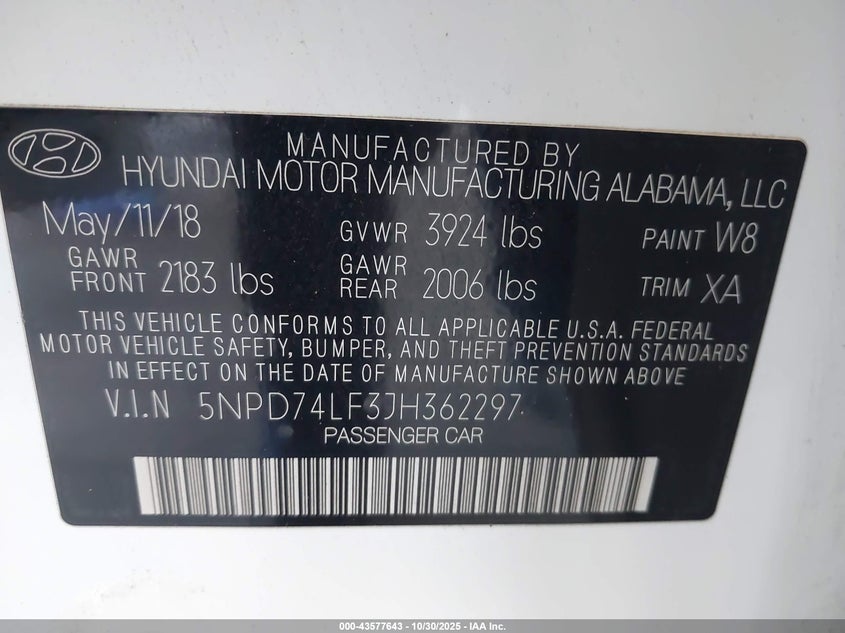 MANUFACTURED BY
HYUNDAI MOTOR MANUFACTURING ALABAMA, LLC
May/11/18 GVWR 3924 lbs PAINT W8
GAWR FRONT 2183 lbs GAWR REAR 2006 lbs TRIM XA
THIS VEHICLE CONFORMS TO ALL APPLICABLE U.S.A. FEDERAL
MOTOR VEHICLE SAFETY, BUMPER, AND THEFT PREVENTION STANDARDS
IN EFFECT ON THE DATE OF MANUFACTURE SHOWN ABOVE
V.I.N 5NPD74LF3JH362297
PASSENGER CAR
000-43577643 / 10/30/2025 - IAA Inc.